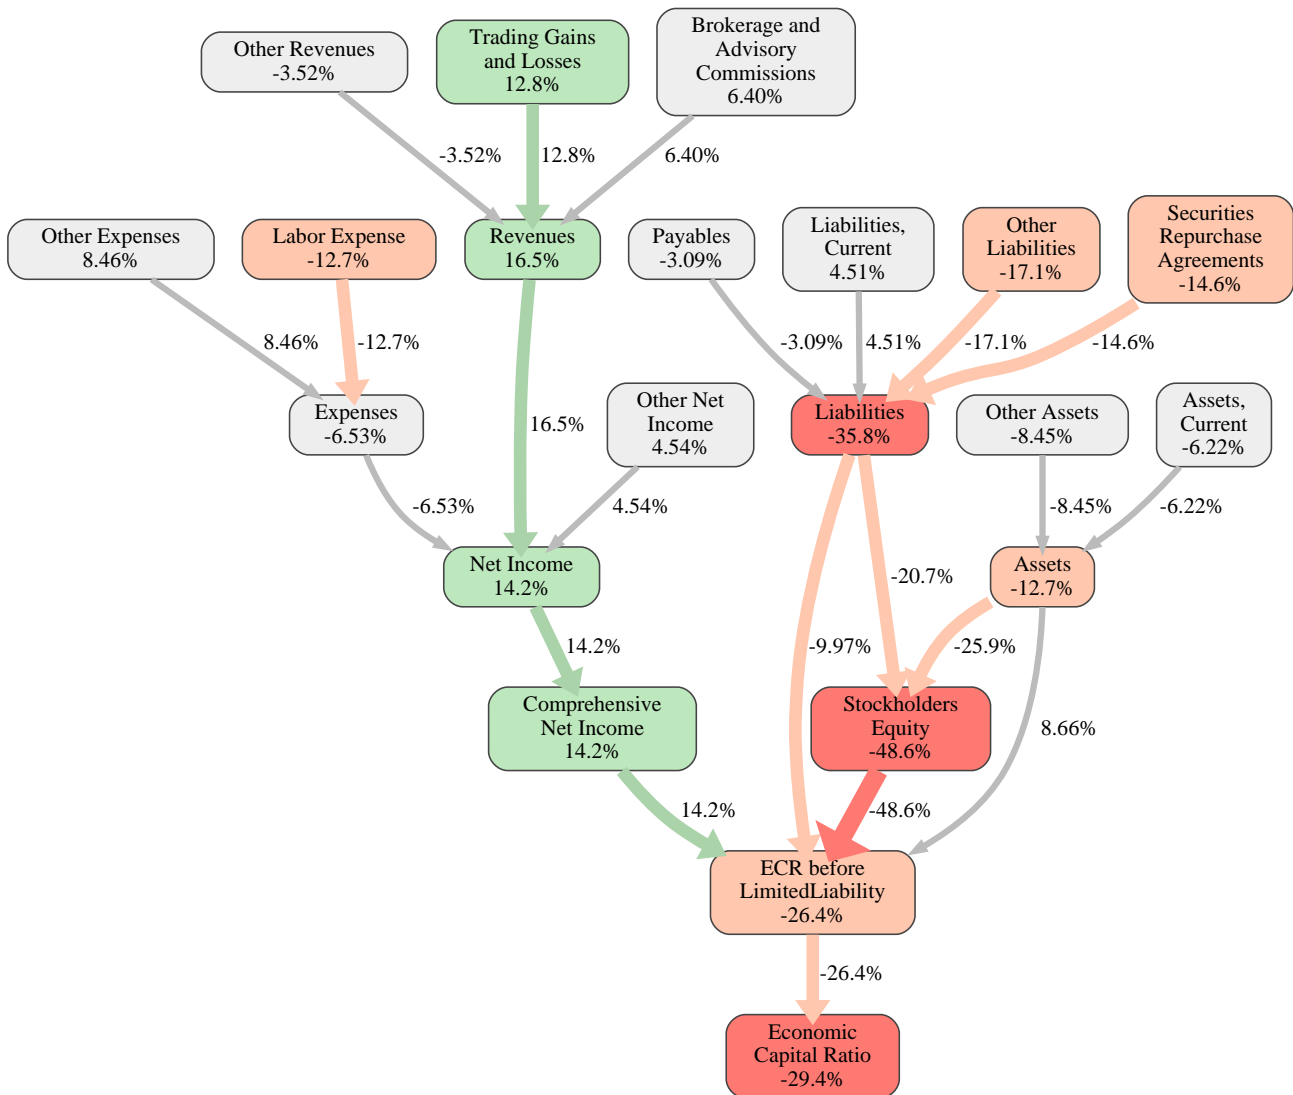 Other Revenues
-3.52%
Trading Gains
and Losses
12.8%
Brokerage and
Advisory
Commissions
6.40%
-3.52%
12.8%
6.40%
Other Expenses
8.46%
Labor Expense
-12.7%
Revenues
16.5%
Payables
-3.09%
Liabilities,
Current
4.51%
Other
Liabilities
-17.1%
Securities
Repurchase
Agreements
-14.6%
8.46%
-12.7%
-3.09%
4.51%
-17.1%
-14.6%
Expenses
-6.53%
16.5%
Other Net
Income
4.54%
Liabilities
-35.8%
Other Assets
-8.45%
Assets,
Current
-6.22%
-6.53%
4.54%
-8.45%
-6.22%
Net Income
14.2%
-20.7%
Assets
-12.7%
14.2%
-9.97%
-25.9%
Comprehensive
Net Income
14.2%
Stockholders
Equity
-48.6%
8.66%
14.2%
-48.6%
ECR before
LimitedLiability
-26.4%
-26.4%
Economic
Capital Ratio
-29.4%